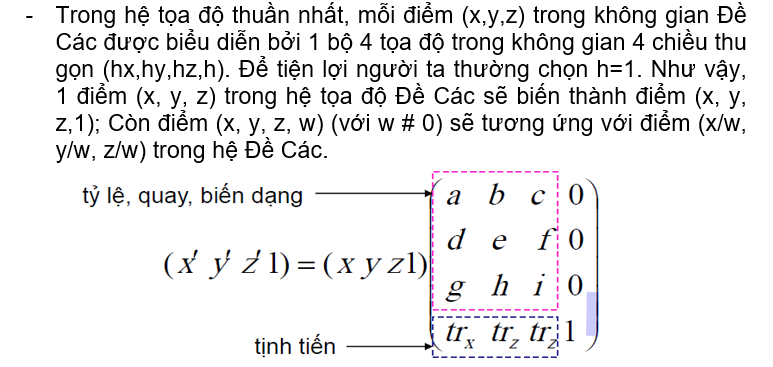 - Trong hệ tọa độ thuần nhất, mỗi điểm (x,y,z) trong không gian Đề
Các được biểu diễn bởi 1 bộ 4 tọa độ trong không gian 4 chiều thu
gọn (hx,hy,hz,h). Để tiện lợi người ta thường chọn h=1. Như vậy,
1 điểm (x, y, z) trong hệ tọa độ Đề Các sẽ biến thành điểm (x, y,
z,1); Còn điểm (x, y, z, w) (với w # 0) sẽ tương ứng với điểm (x/w,
y/w, z/w) trong hệ Đề Các.
tỷ lệ, quay, biến dạng
a b c 0
d e f 0
(x' y' z' 1) = (x y z1)
g h i 0
tịnh tiến
tr_x tr_z tr_z 1